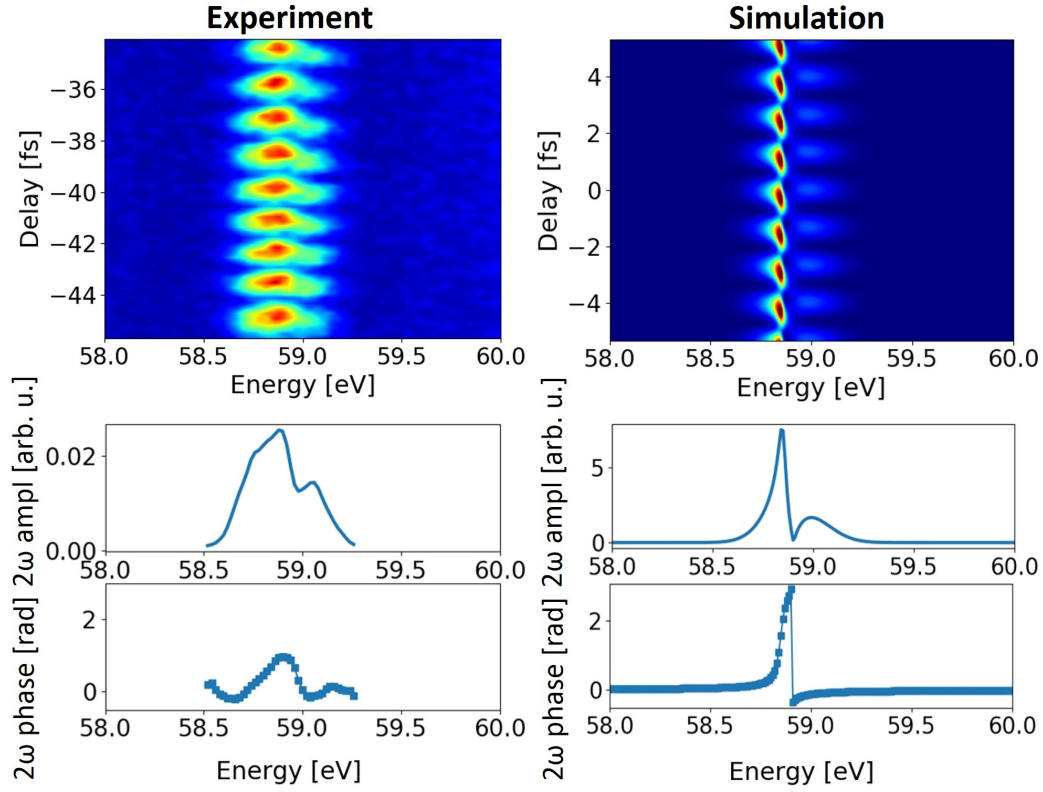 Experiment
Simulation
Delay [fs]
−36
−38
−40
−42
−44
58.0 58.5 59.0 59.5 60.0
Energy [eV]
Delay [fs]
4
2
0
−2
−4
58.0 58.5 59.0 59.5 60.0
Energy [eV]
2ω ampl [arb. u.]
0.02
0.00
58.0 58.5 59.0 59.5 60.0
2ω ampl [arb. u.]
5
0
58.0 58.5 59.0 59.5 60.0
2ω phase [rad]
2
0
58.0 58.5 59.0 59.5 60.0
Energy [eV]
2ω phase [rad]
2
0
58.0 58.5 59.0 59.5 60.0
Energy [eV]